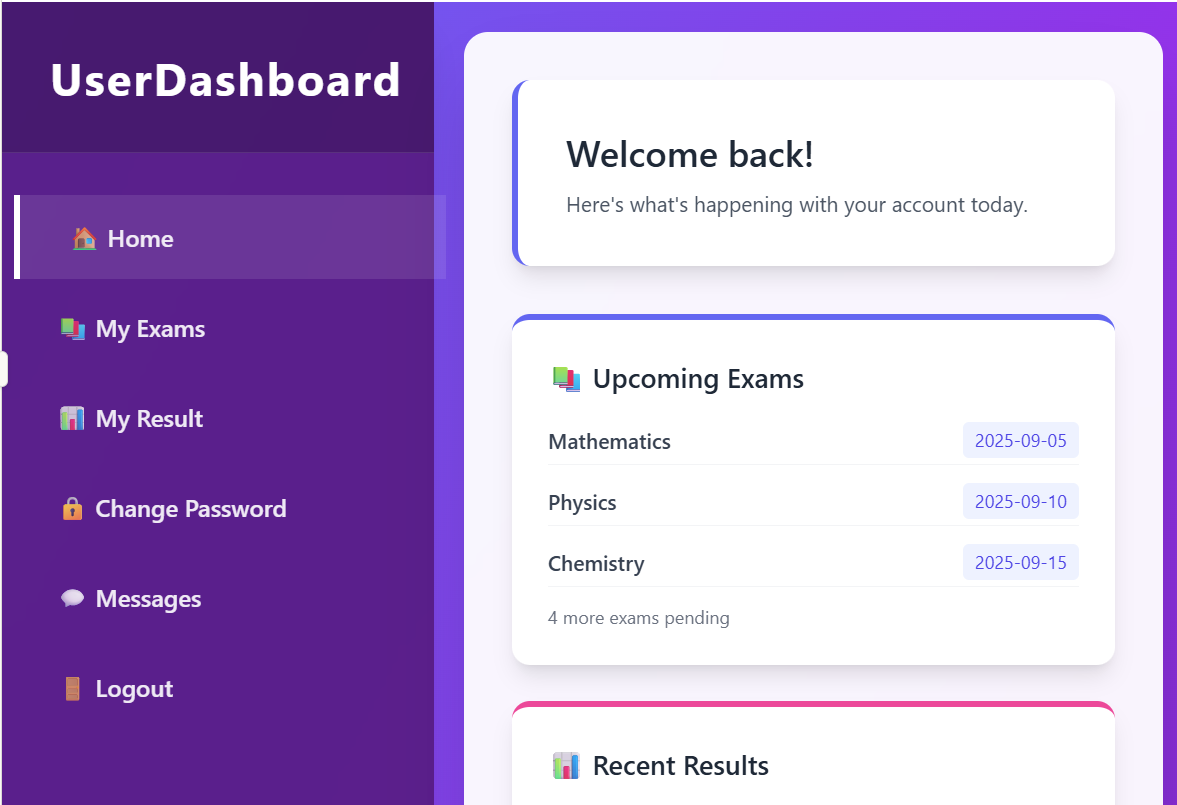 UserDashboard
Home
My Exams
My Result
Change Password
Messages
Logout
Welcome back!
Here's what's happening with your account today.
Upcoming Exams
Mathematics 2025-09-05
Physics 2025-09-10
Chemistry 2025-09-15
4 more exams pending
Recent Results